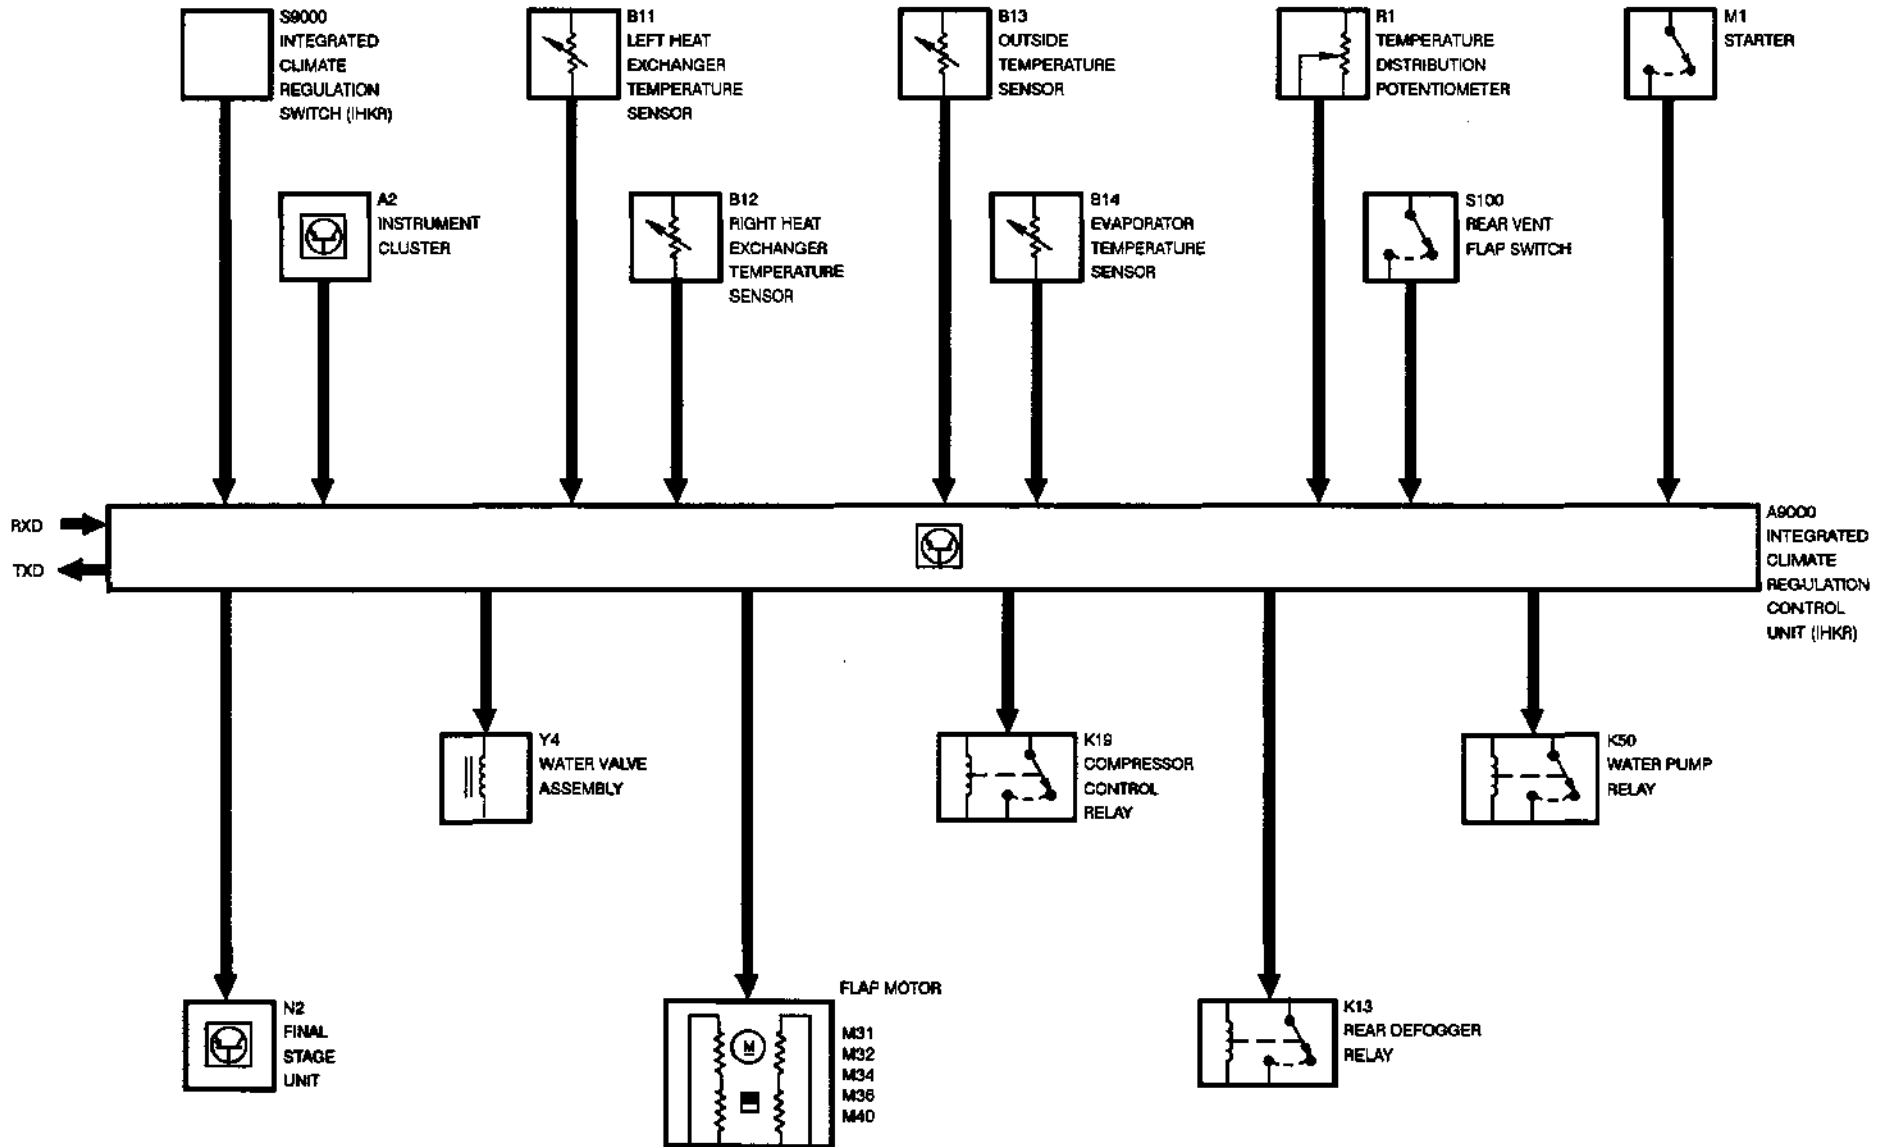 S9000
INTEGRATED
CLIMATE
REGULATION
SWITCH (IHKR)
B11
LEFT HEAT
EXCHANGER
TEMPERATURE
SENSOR
B13
OUTSIDE
TEMPERATURE
SENSOR
R1
TEMPERATURE
DISTRIBUTION
POTENTIOMETER
M1
STARTER
A2
INSTRUMENT
CLUSTER
B12
RIGHT HEAT
EXCHANGER
TEMPERATURE
SENSOR
B14
EVAPORATOR
TEMPERATURE
SENSOR
S100
REAR VENT
FLAP SWITCH
RXD
TXD
A9000
INTEGRATED
CLIMATE
REGULATION
CONTROL
UNIT (IHKR)
Y4
WATER VALVE
ASSEMBLY
K19
COMPRESSOR
CONTROL
RELAY
K50
WATER PUMP
RELAY
N2
FINAL
STAGE
UNIT
FLAP MOTOR
M31
M32
M34
M36
M40
M
K13
REAR DEFOGGER
RELAY